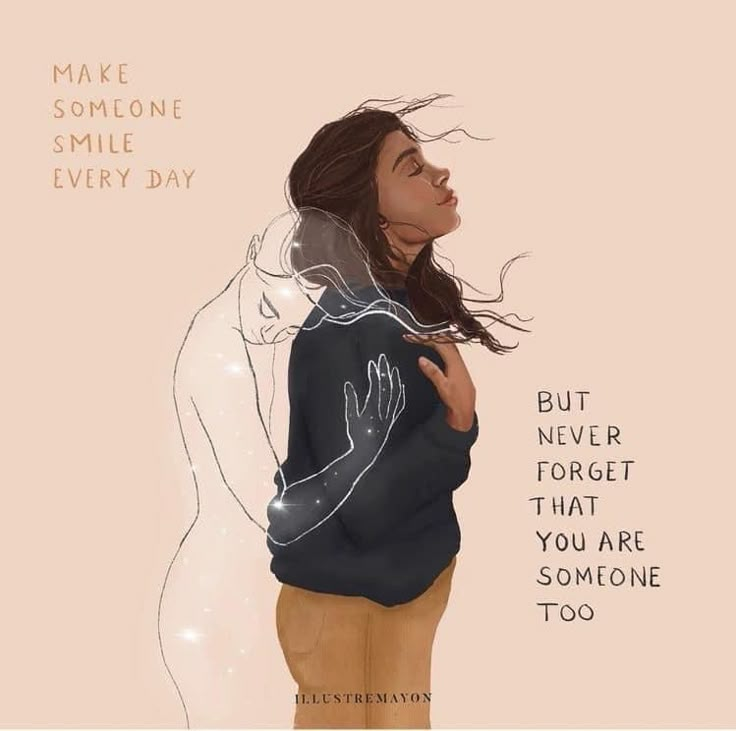 MAKE
SOMEONE
SMILE
EVERY DAY
BUT
NEVER
FORGET
THAT
YOU ARE
SOMEONE
TOO
ILLUSTREMAYON